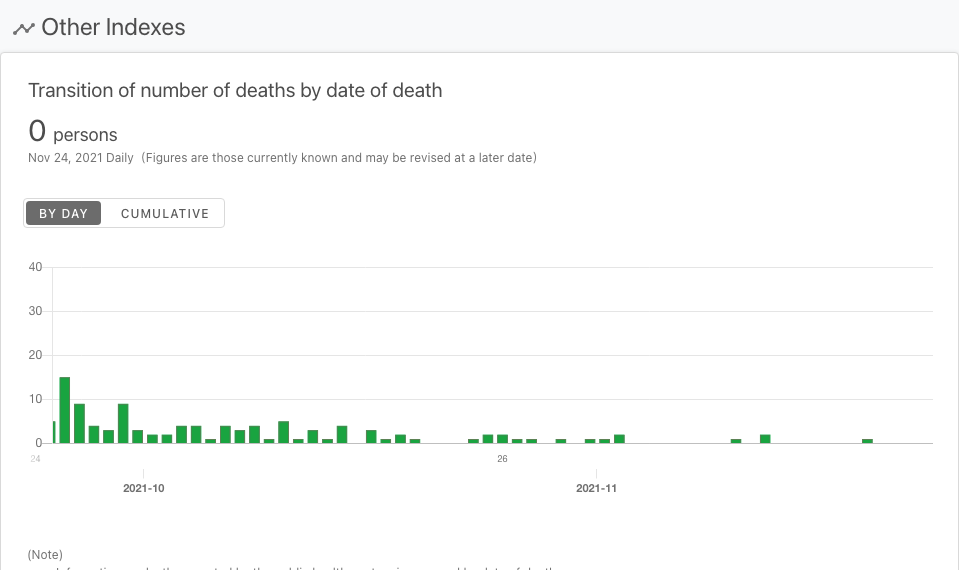 Other Indexes
Transition of number of deaths by date of death
0 persons
Nov 24, 2021 Daily (Figures are those currently known and may be revised at a later date)
BY DAY CUMULATIVE
40
30
20
10
0
24 26
2021-10 2021-11
(Note)